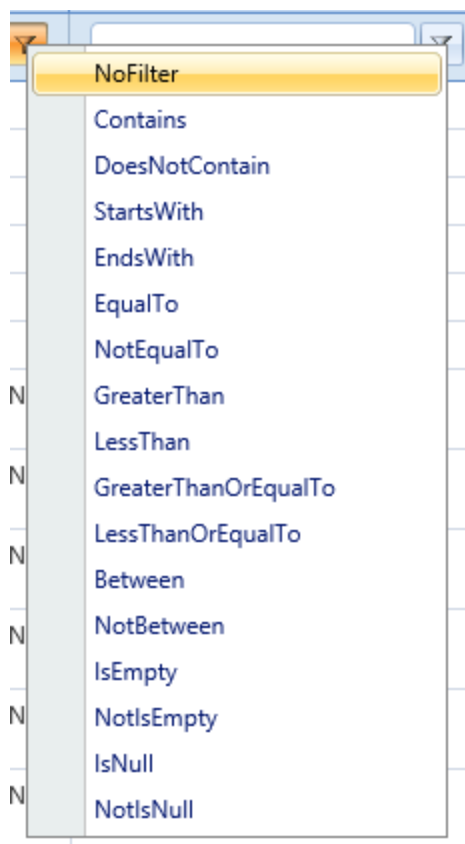 NoFilter
Contains
DoesNotContain
StartsWith
EndsWith
EqualTo
NotEqualTo
GreaterThan
N
LessThan
N
GreaterThanOrEqualTo
LessThanOrEqualTo
N
Between
NotBetween
N
IsEmpty
NotIsEmpty
N
IsNull
N
NotIsNull